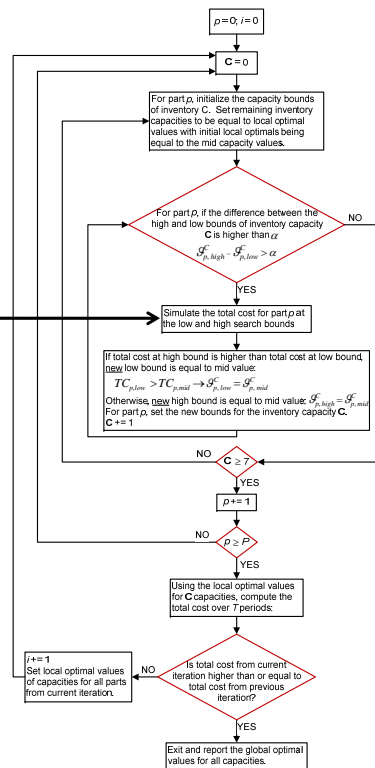 p=0; i=0
C=0
For part p, initialize the capacity bounds
of inventory C. Set remaining inventory
capacities to be equal to local optimal
values with initial local optimals being
equal to the mid capacity values.
For part p, if the difference between the
high and low bounds of inventory capacity
C is higher than α
𝒗^C_{p,high} - 𝒗^C_{p,low} > α
NO
YES
Simulate the total cost for part p at
the low and high search bounds
If total cost at high bound is higher than total cost at low bound,
new low bound is equal to mid value:
TC_{p,low} > TC_{p,mid} → 𝒗^C_{p,low} = 𝒗^C_{p,mid}
Otherwise, new high bound is equal to mid value: 𝒗^C_{p,high} = 𝒗^C_{p,mid}
For part p, set the new bounds for the inventory capacity C.
C += 1
NO
C ≥ 7
YES
p += 1
NO
p ≥ P
YES
Using the local optimal values
for C capacities, compute the
total cost over T periods:
Is total cost from current
iteration higher than or equal to
total cost from previous
iteration?
NO
i += 1
Set local optimal values
of capacities for all parts
from current iteration.
YES
Exit and report the global optimal
values for all capacities.